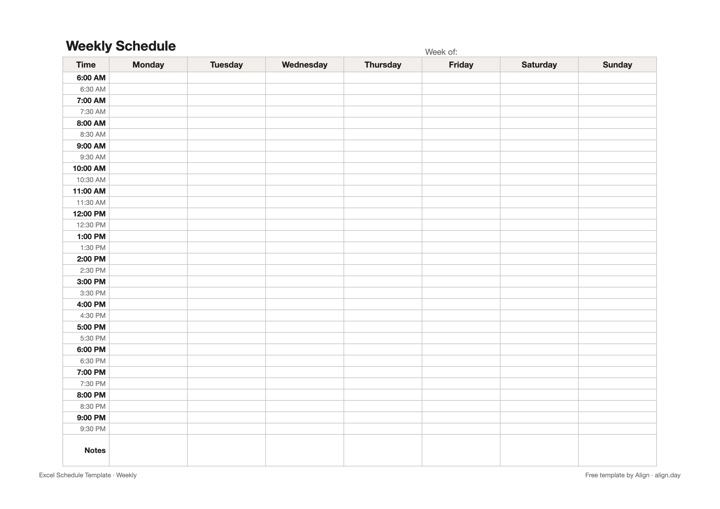 Weekly Schedule
Week of:
Time Monday Tuesday Wednesday Thursday Friday Saturday Sunday
6:00 AM
6:30 AM
7:00 AM
7:30 AM
8:00 AM
8:30 AM
9:00 AM
9:30 AM
10:00 AM
10:30 AM
11:00 AM
11:30 AM
12:00 PM
12:30 PM
1:00 PM
1:30 PM
2:00 PM
2:30 PM
3:00 PM
3:30 PM
4:00 PM
4:30 PM
5:00 PM
5:30 PM
6:00 PM
6:30 PM
7:00 PM
7:30 PM
8:00 PM
8:30 PM
9:00 PM
9:30 PM
Notes
Excel Schedule Template · Weekly
Free template by Align · align.day